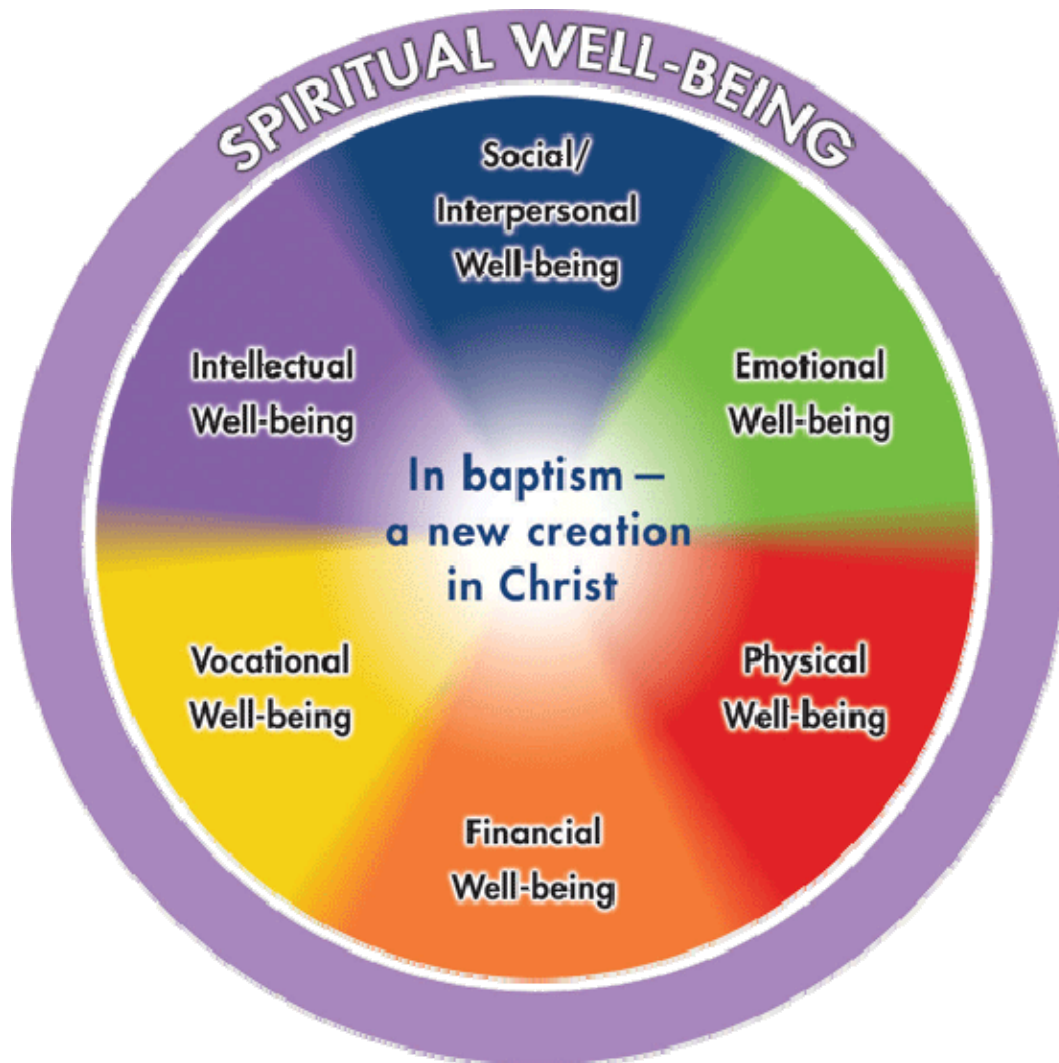 SPIRITUAL WELL-BEING
Social/
Interpersonal
Well-being
Intellectual
Well-being
Emotional
Well-being
In baptism —
a new creation
in Christ
Vocational
Well-being
Physical
Well-being
Financial
Well-being